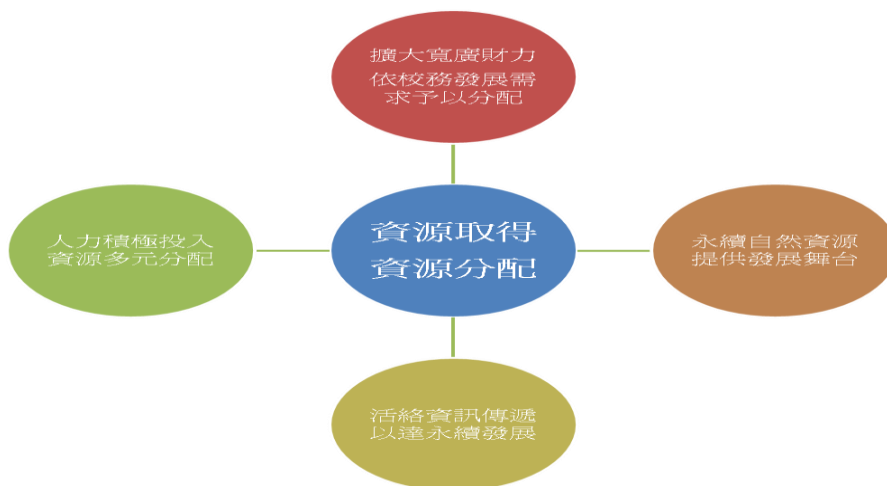 擴大寬廣財力
依校務發展需
求予以分配
人力積極投入
資源多元分配
資源取得
資源分配
永續自然資源
提供發展舞台
活絡資訊傳遞
以達永續發展